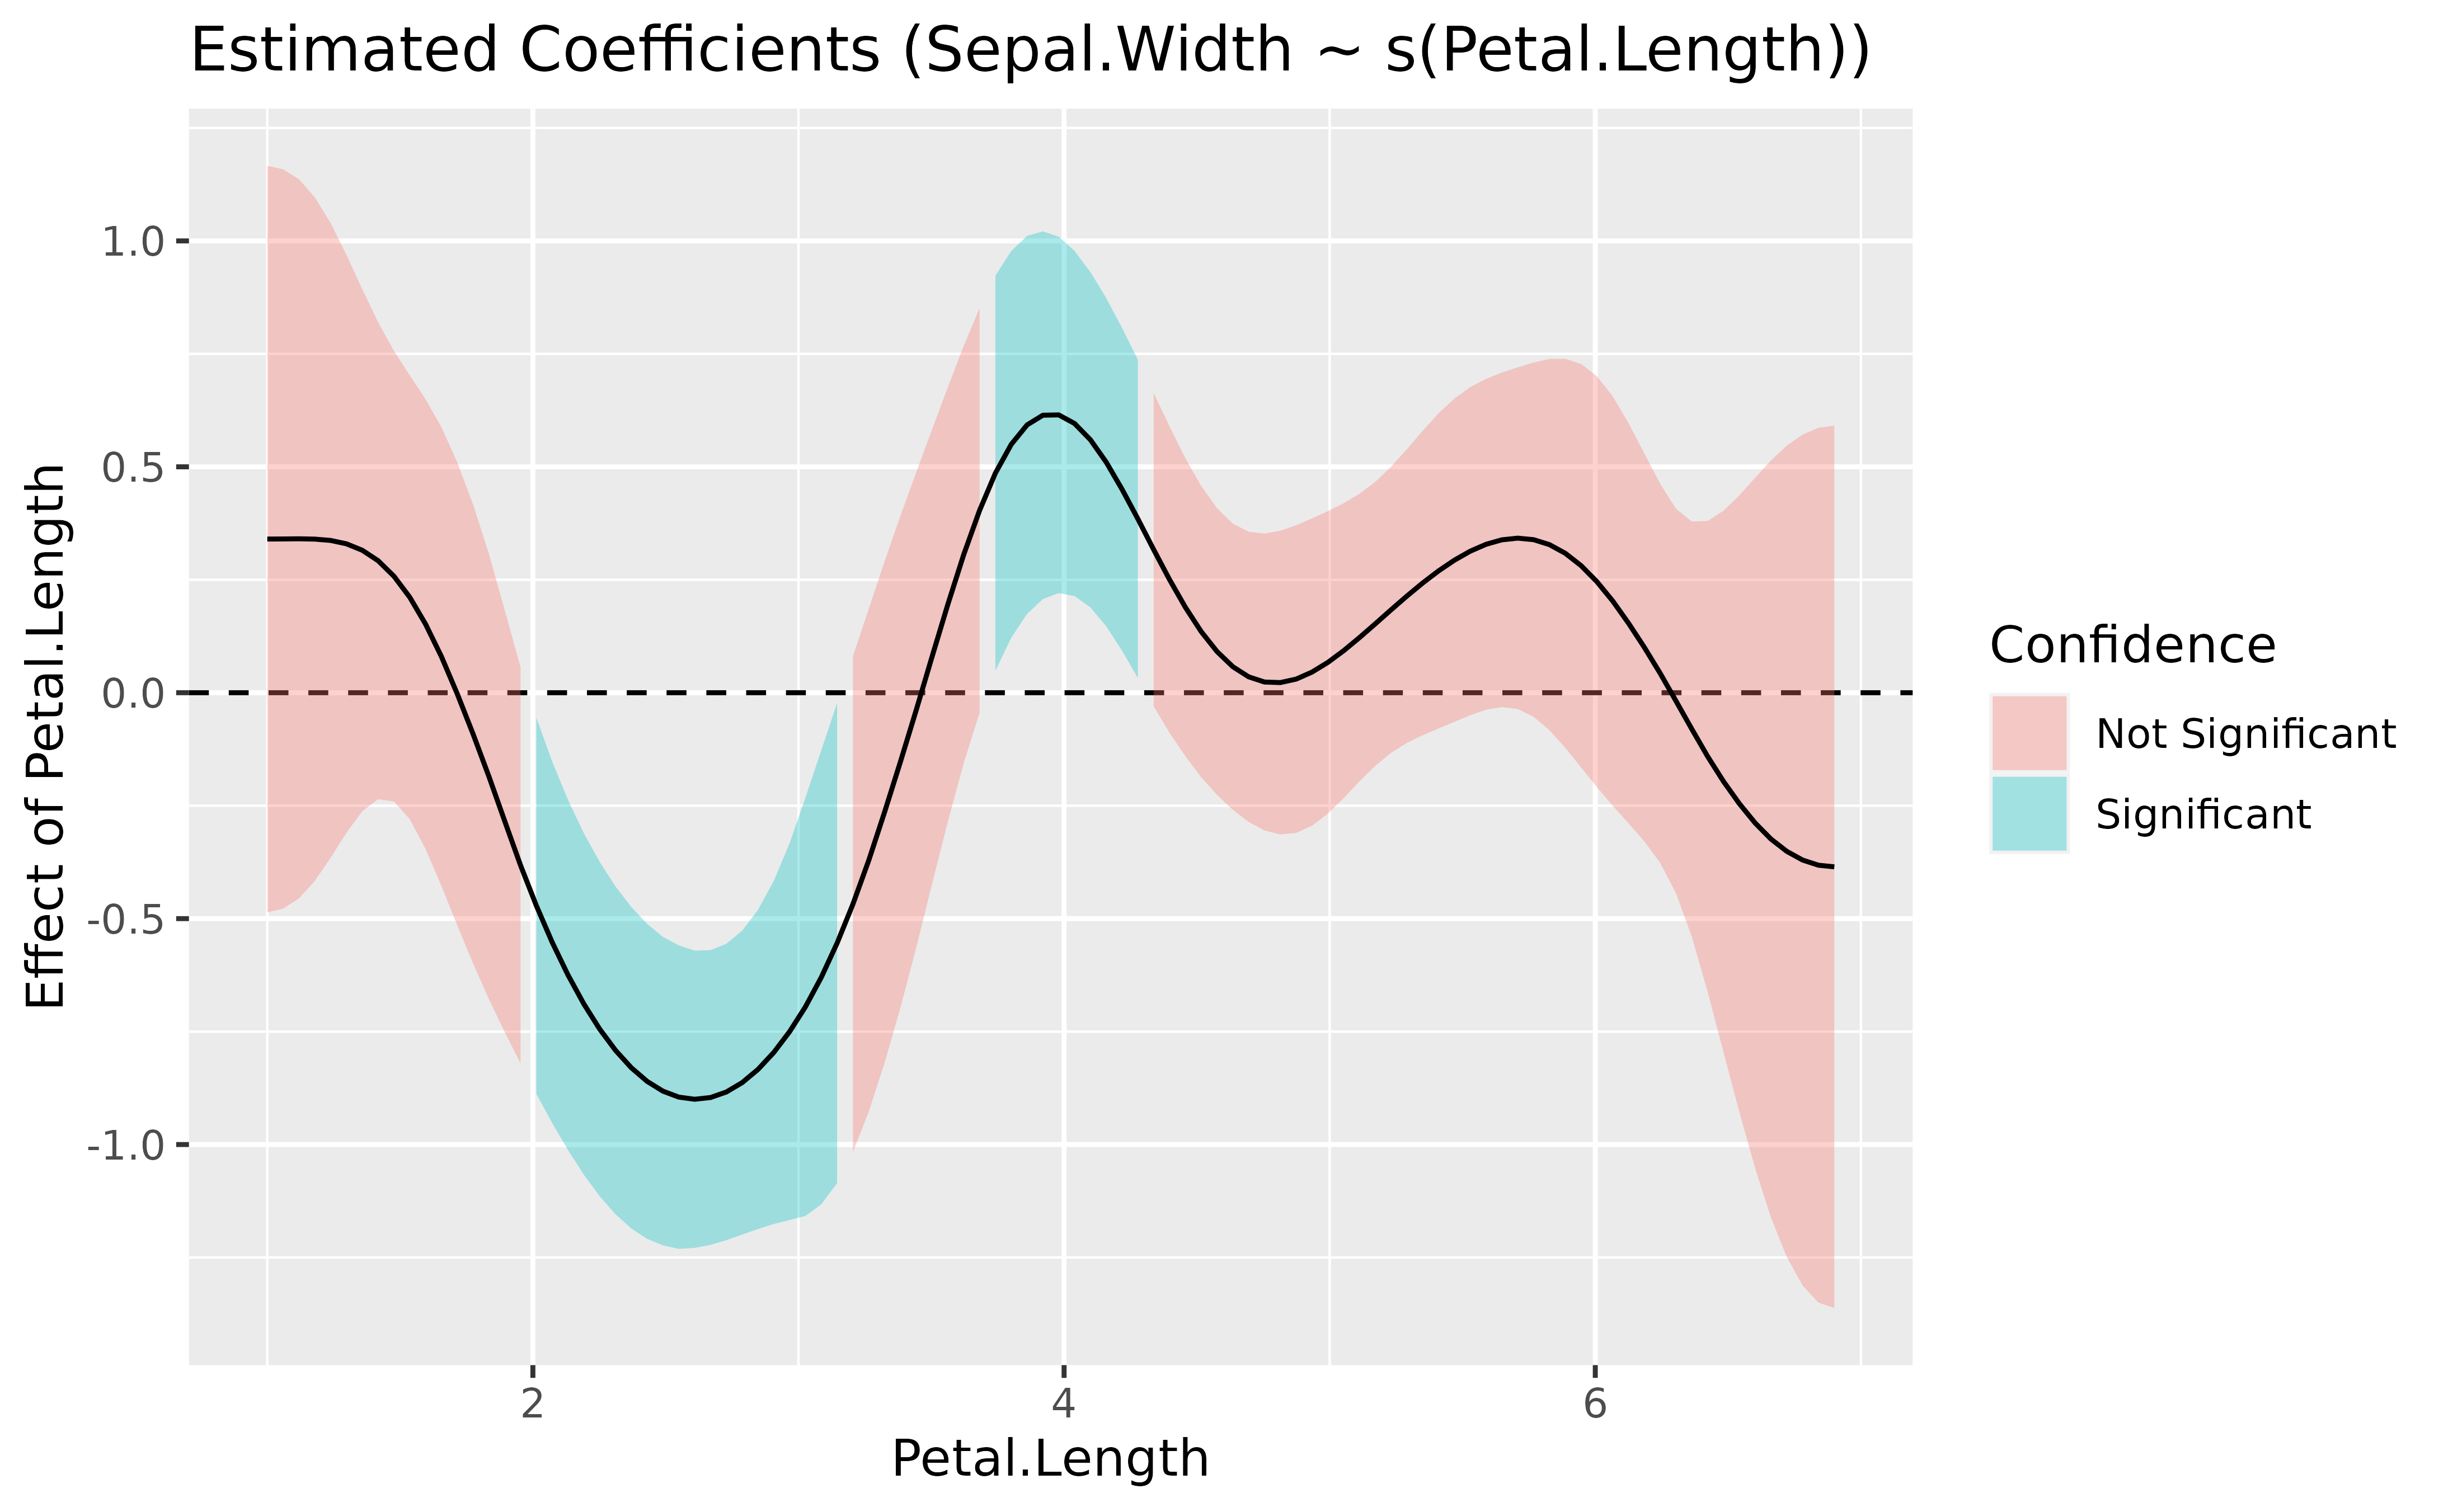 Estimated Coefficients (Sepal.Width ~ s(Petal.Length))
Effect of Petal.Length
1.0
0.5
0.0
-0.5
-1.0
2
4
6
Petal.Length
Confidence
Not Significant
Significant